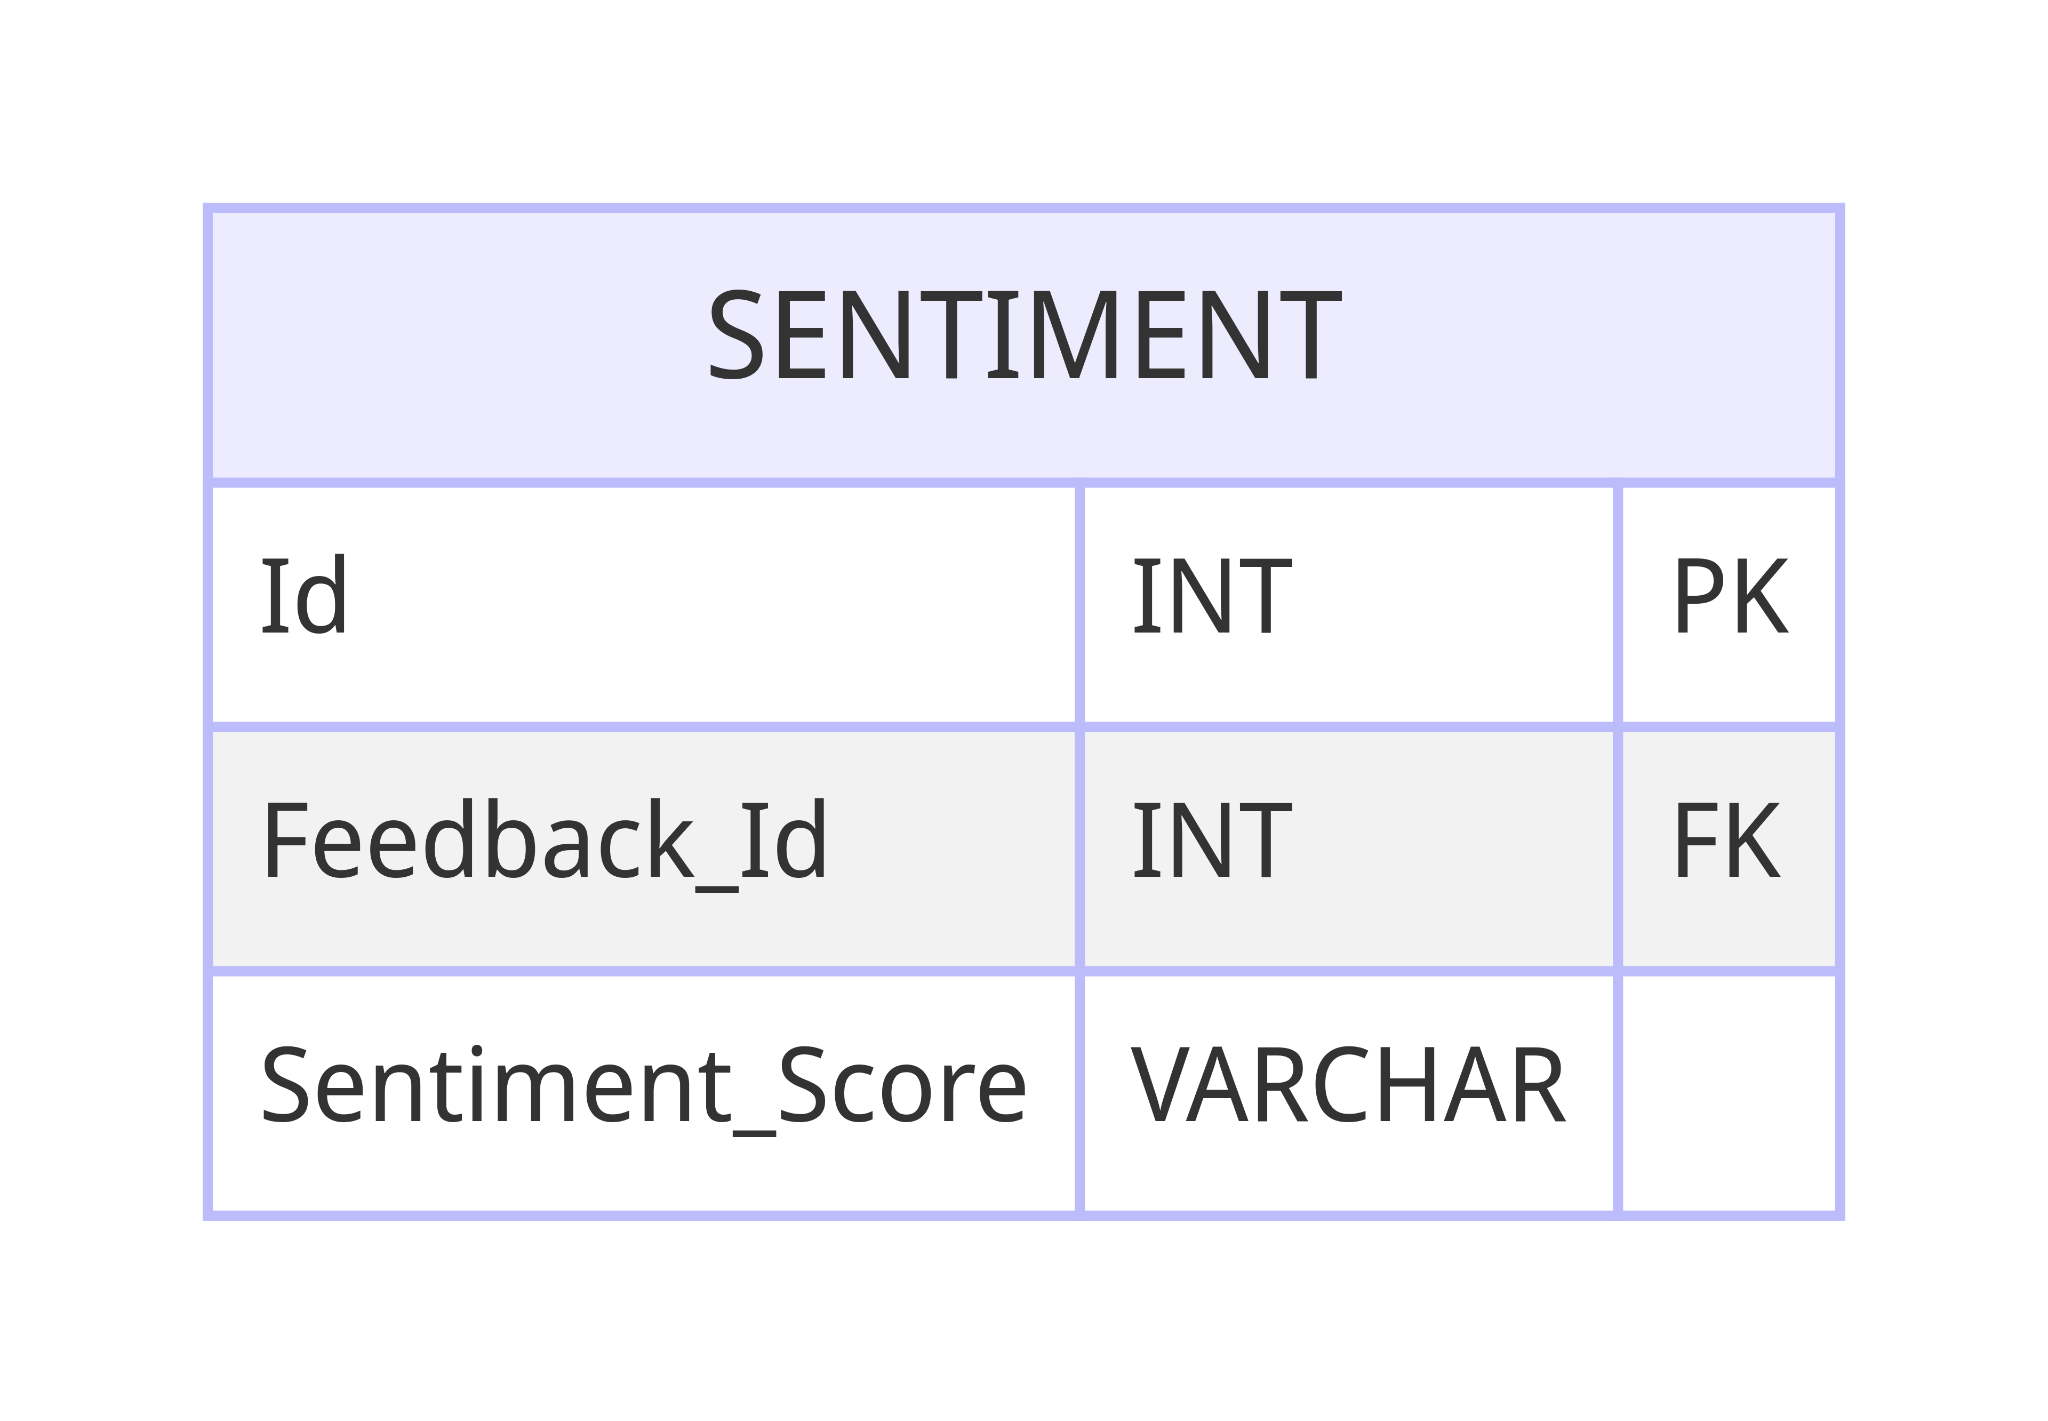 SENTIMENT
Id INT PK
Feedback_Id INT FK
Sentiment_Score VARCHAR